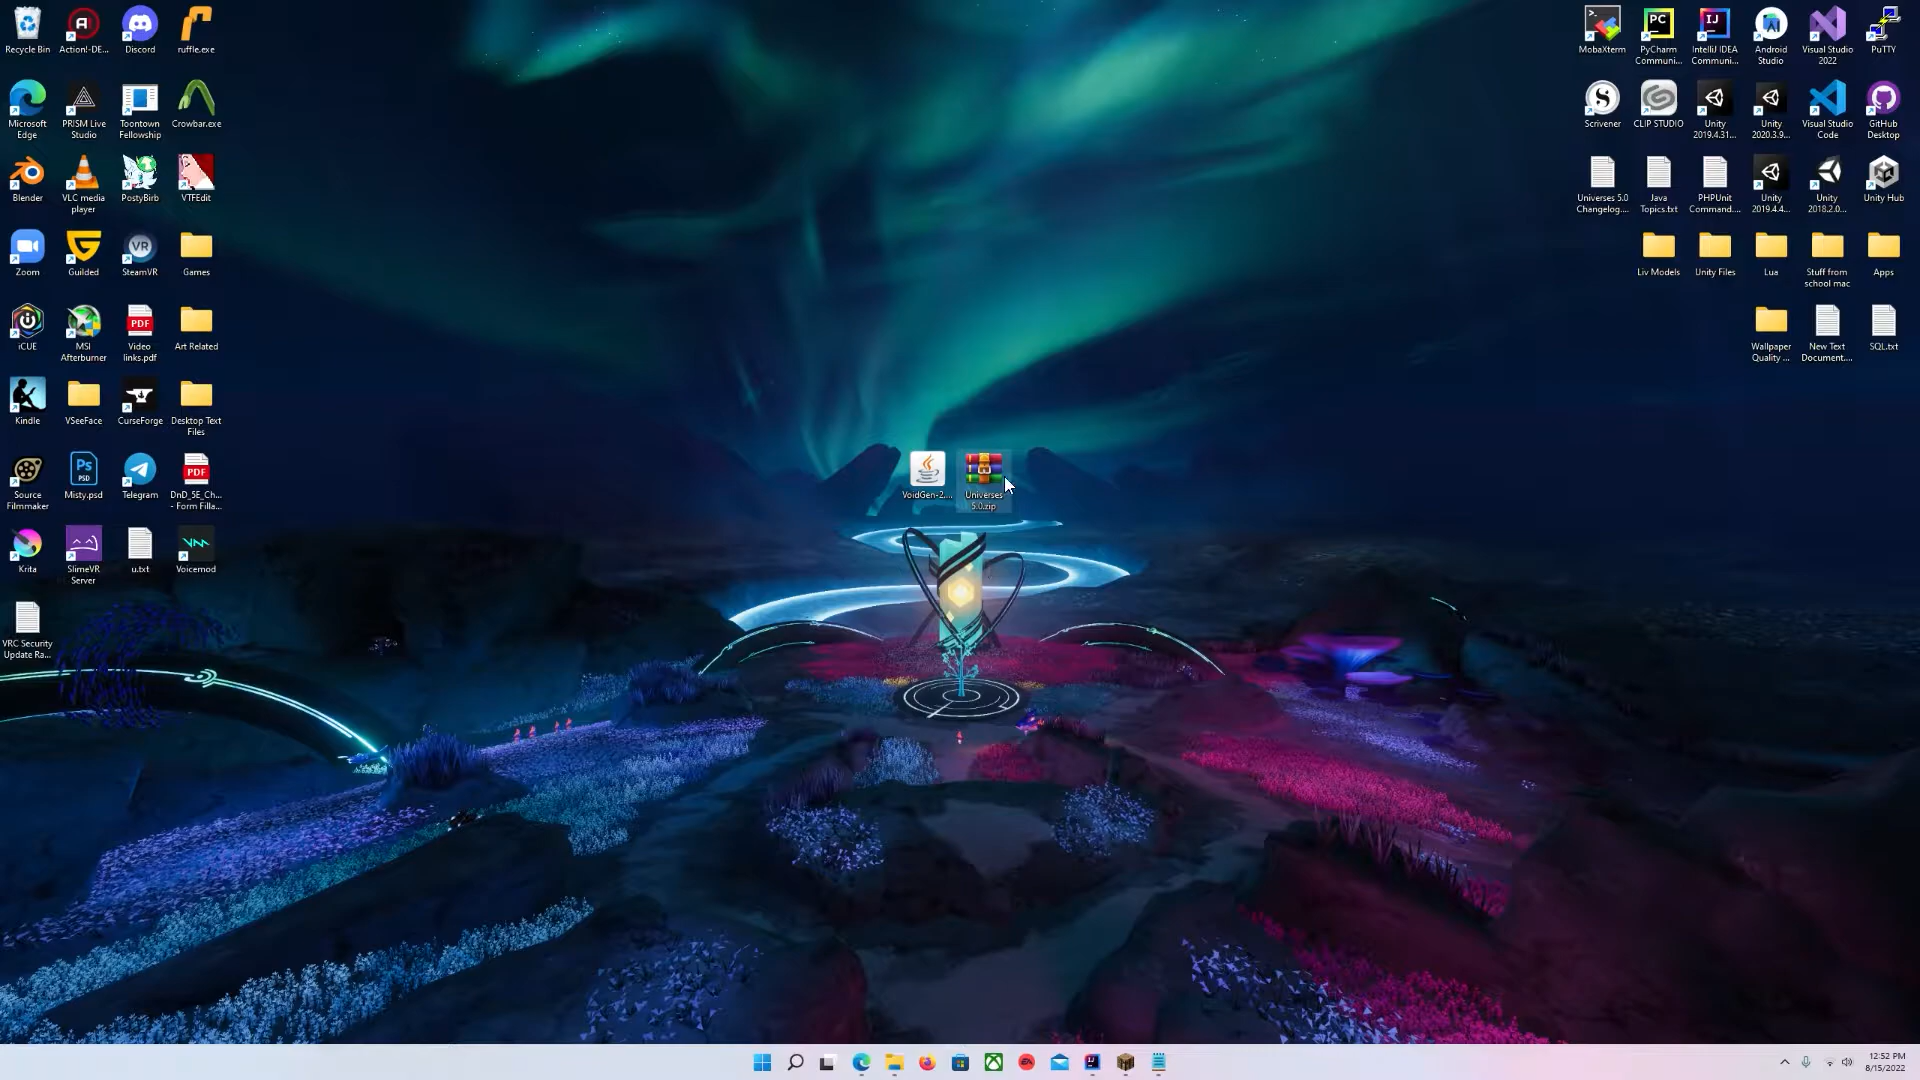 Recycle Bin
Action!-DE...
Discord
ruffle.exe
Microsoft
Edge
PRISM Live
Studio
Toontown
Fellowship
Crowbar.exe
Blender
VLC media
player
PostyBirb
VTFEdit
Zoom
Guilded
VR
SteamVR
Games
iCUE
MSI
Afterburner
PDF
Video
links.pdf
Art Related
Kindle
VSeeFace
CurseForge
Desktop Text
Files
Source
Filmmaker
Ps
PSD
Misty.psd
Telegram
PDF
DnD_5E_Ch...
- Form Filla...
Krita
SlimeVR
Server
u.txt
Voicemod
VRC Security
Update Ra...
VoidGen-2....
Universes
5.0.zip
MobaXterm
PC
PyCharm
Communi...
IJ
IntelliJ IDEA
Communi...
Android
Studio
Visual Studio
2022
PuTTY
S
Scrivener
CLIP STUDIO
Unity
2019.4.31...
Unity
2020.3.9...
Visual Studio
Code
GitHub
Desktop
Universes 5.0
Changelog....
Java
Topics.txt
PHPUnit
Command....
Unity
2019.4.4...
Unity
2018.2.0...
Unity Hub
Liv Models
Unity Files
Lua
Stuff from
school mac
Apps
Wallpaper
Quality ...
New Text
Document....
SQL.txt
12:52 PM
8/15/2022